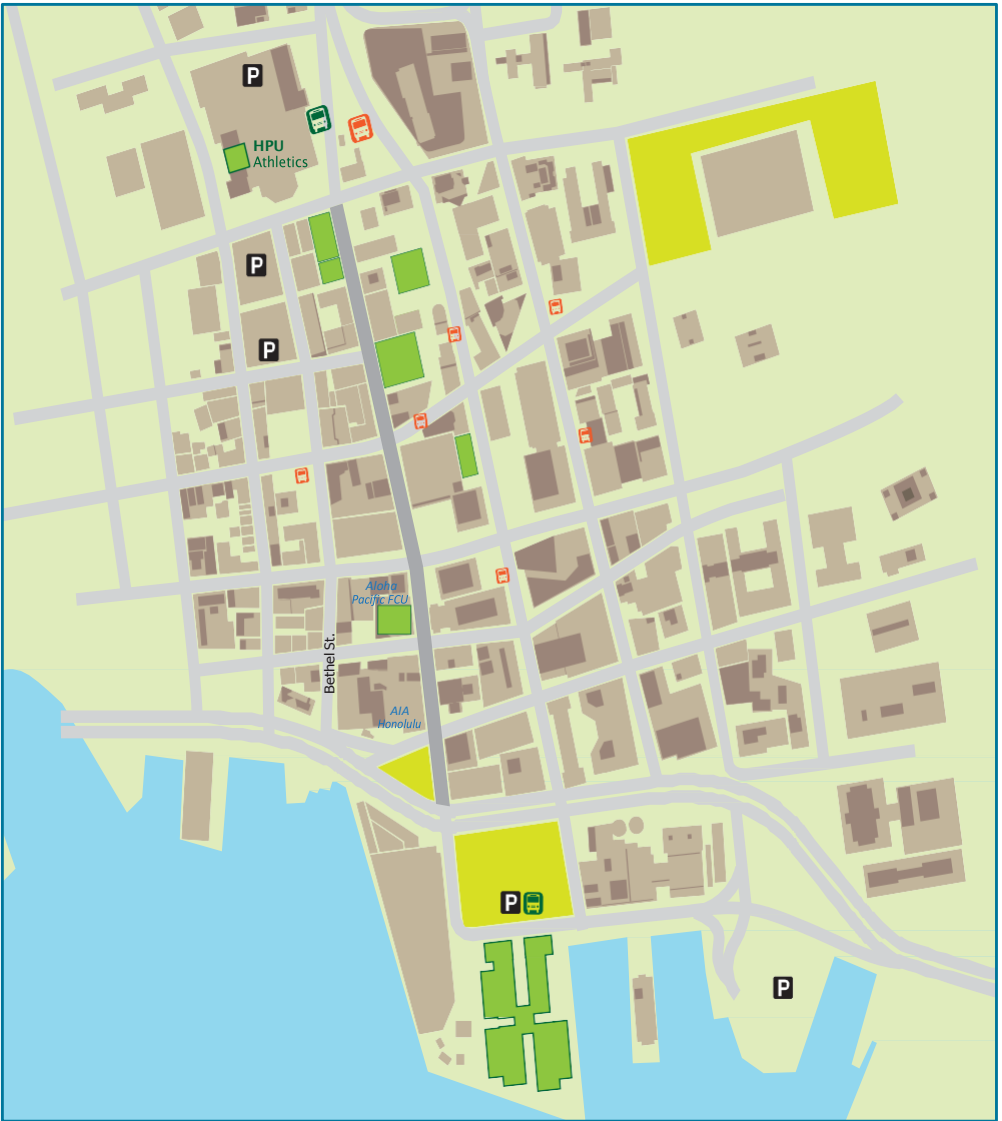 P
HPU
Athletics
P
P
Aloha
Pacific FCU
Bethel St.
AIA
Honolulu
P
P